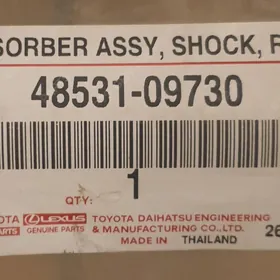 SORBER ASSY, SHOCK, R
48531-09730
QTY:
1
OTA LEXUS TOYOTA DAIHATSU ENGINEERING
PARTS GENUINE PARTS & MANUFACTURING CO.,LTD.
MADE IN THAILAND 26